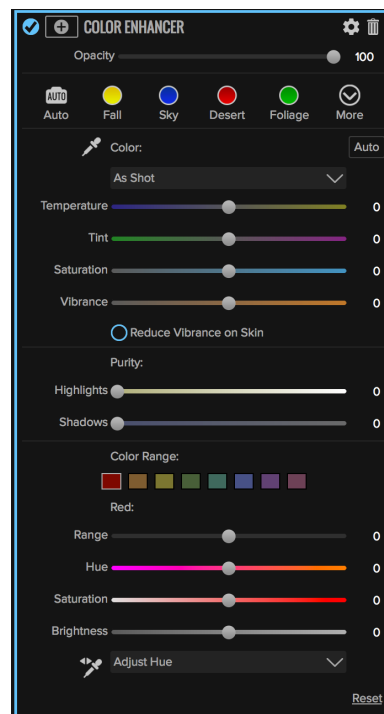 COLOR ENHANCER
Opacity 100
AUTO
Auto Fall Sky Desert Foliage More
Color: Auto
As Shot
Temperature 0
Tint 0
Saturation 0
Vibrance 0
Reduce Vibrance on Skin
Purity:
Highlights 0
Shadows 0
Color Range:
Red:
Range 0
Hue 0
Saturation 0
Brightness 0
Adjust Hue
Reset